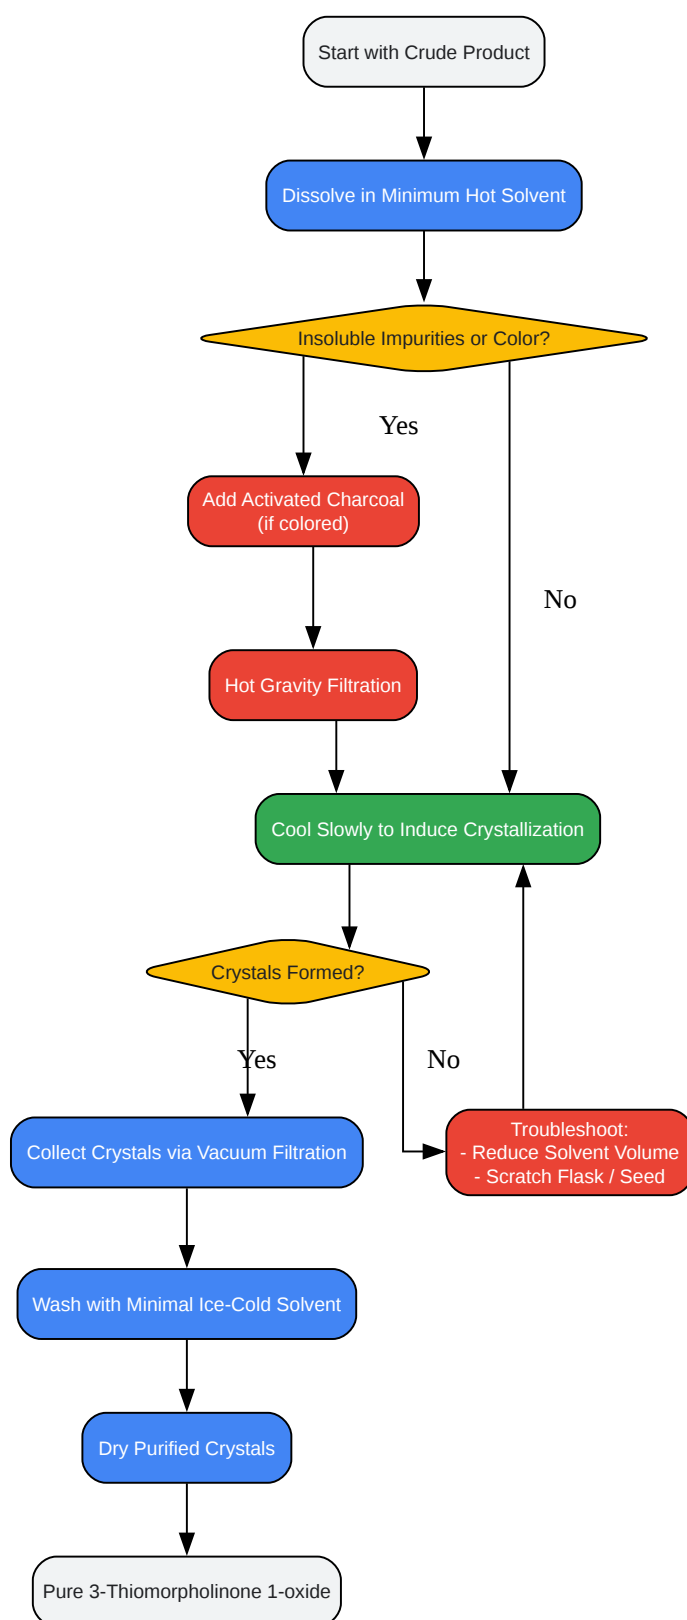 Start with Crude Product
Dissolve in Minimum Hot Solvent
Insoluble Impurities or Color?
Yes
Add Activated Charcoal
(if colored)
No
Hot Gravity Filtration
Cool Slowly to Induce Crystallization
Crystals Formed?
Yes
No
Collect Crystals via Vacuum Filtration
Troubleshoot:
- Reduce Solvent Volume
- Scratch Flask / Seed
Wash with Minimal Ice-Cold Solvent
Dry Purified Crystals
Pure 3-Thiomorpholinone 1-oxide